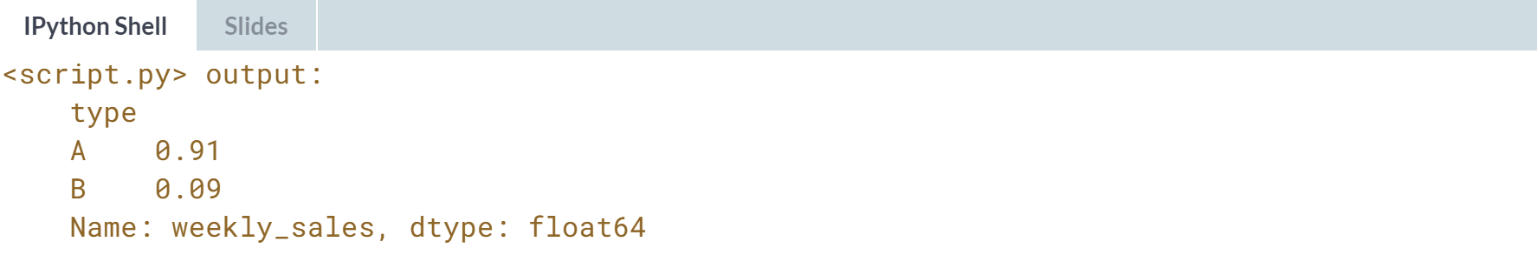 IPython Shell
Slides
<script.py> output:
type
A    0.91
B    0.09
Name: weekly_sales, dtype: float64